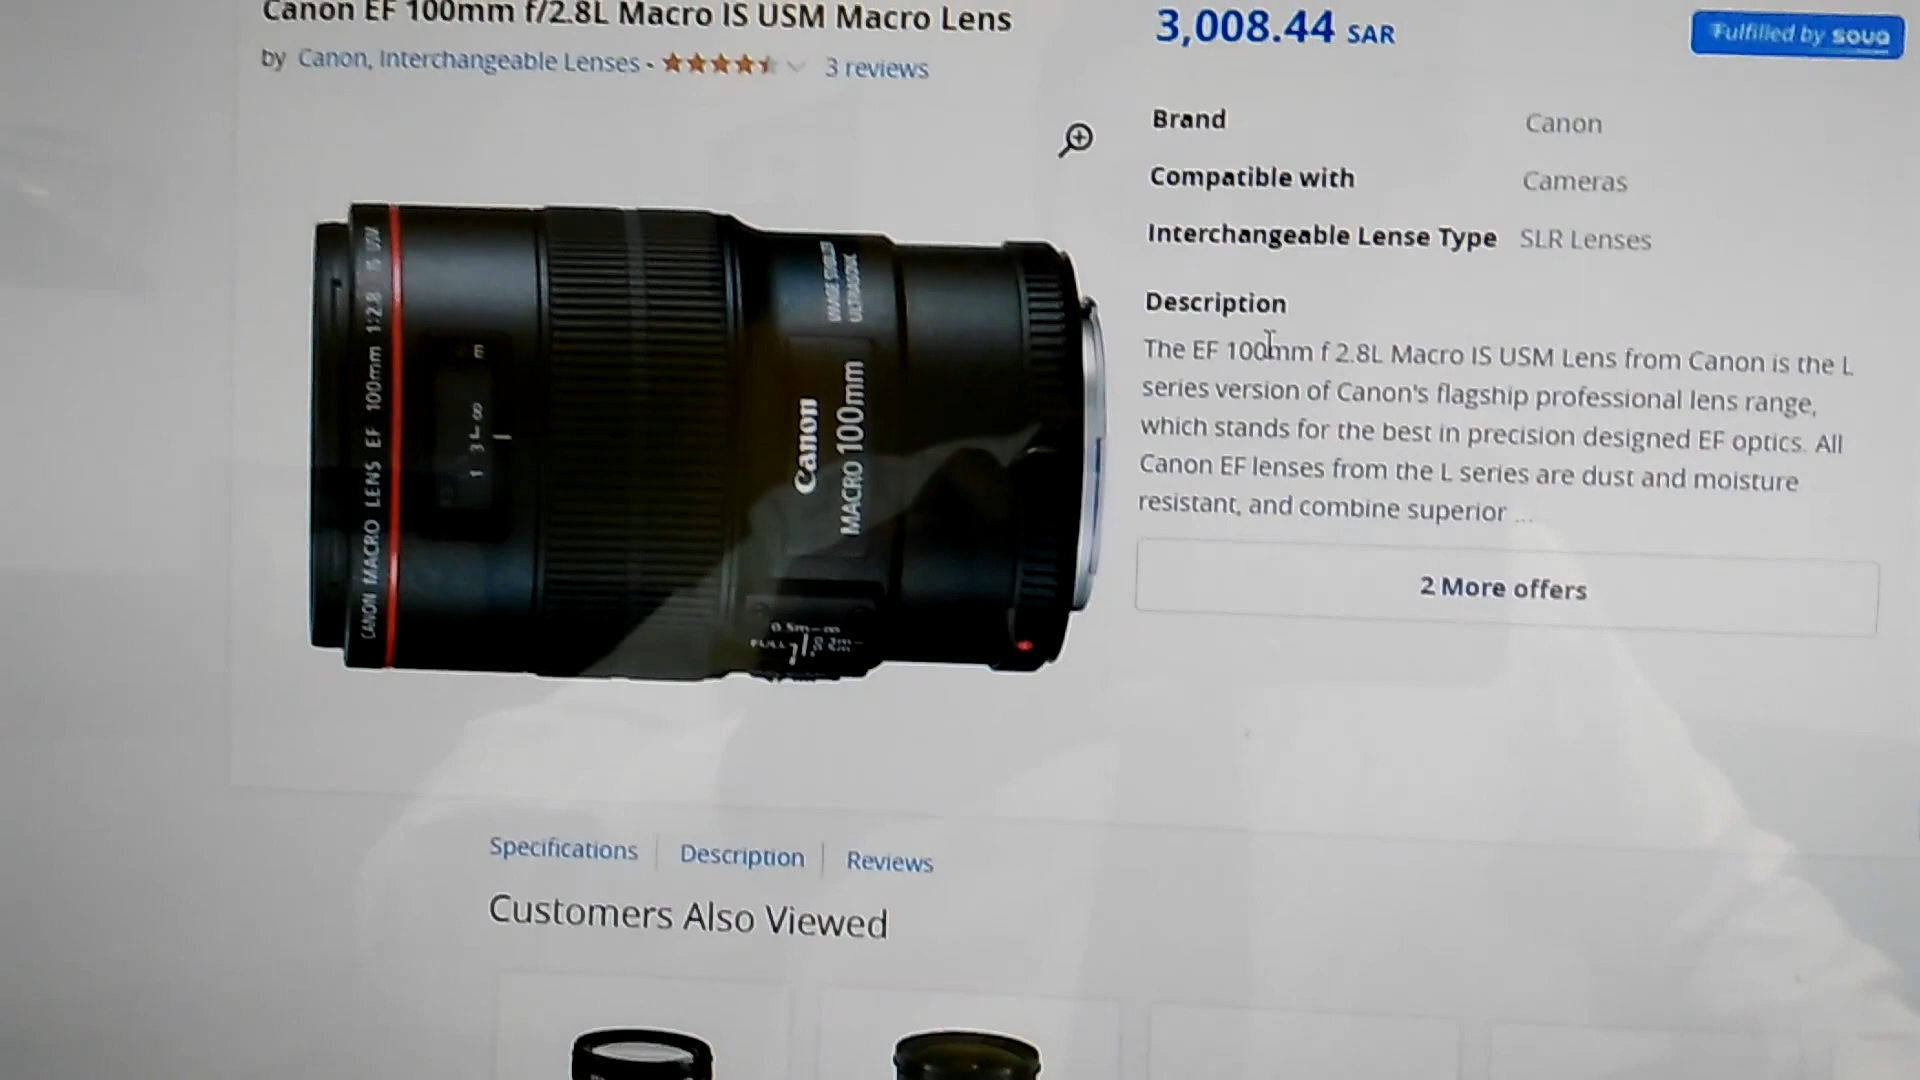 Canon EF 100mm f/2.8L Macro IS USM Macro Lens
by Canon, Interchangeable Lenses - 3 reviews
3,008.44 SAR
Fulfilled by souq
Brand Canon
Compatible with Cameras
Interchangeable Lense Type SLR Lenses
Description
The EF 100mm f 2.8L Macro IS USM Lens from Canon is the L
series version of Canon's flagship professional lens range,
which stands for the best in precision designed EF optics. All
Canon EF lenses from the L series are dust and moisture
resistant, and combine superior ...
2 More offers
CANON MACRO LENS EF 100mm 1:2.8 IS USM
Canon
MACRO 100mm
IMAGE
0.5m-∞
FULL
Specifications
Description
Reviews
Customers Also Viewed